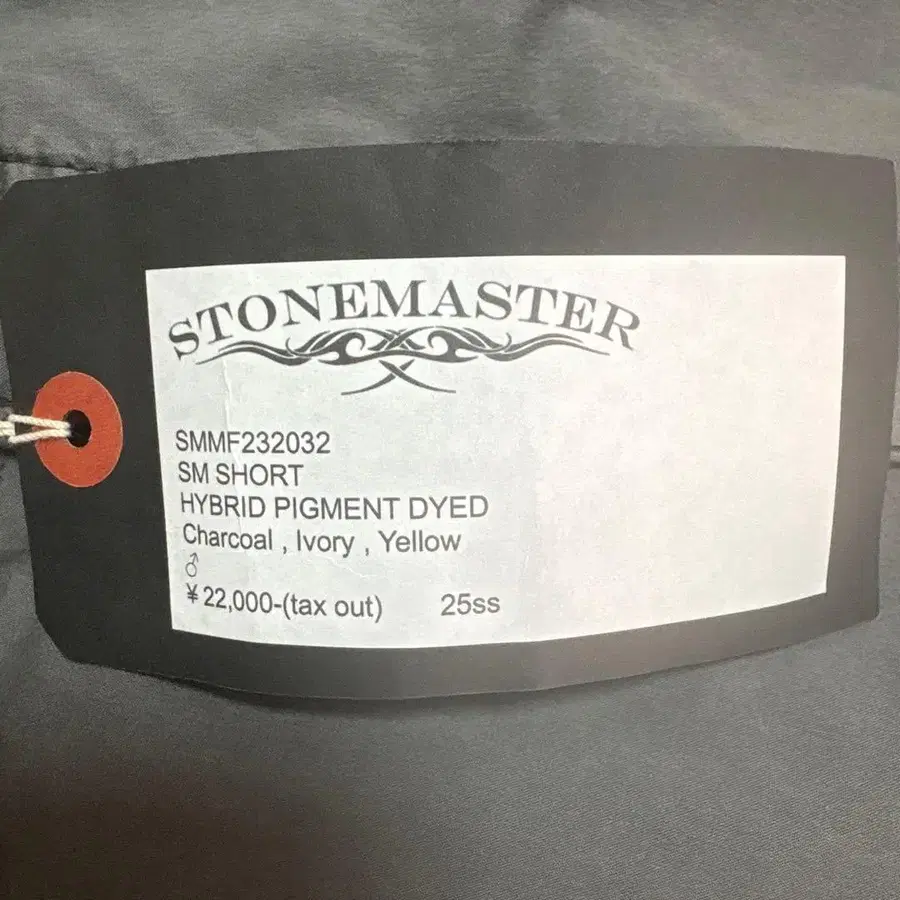 STONEMASTER
SMMF232032
SM SHORT
HYBRID PIGMENT DYED
Charcoal , Ivory , Yellow
♂
¥ 22,000-(tax out) 25ss